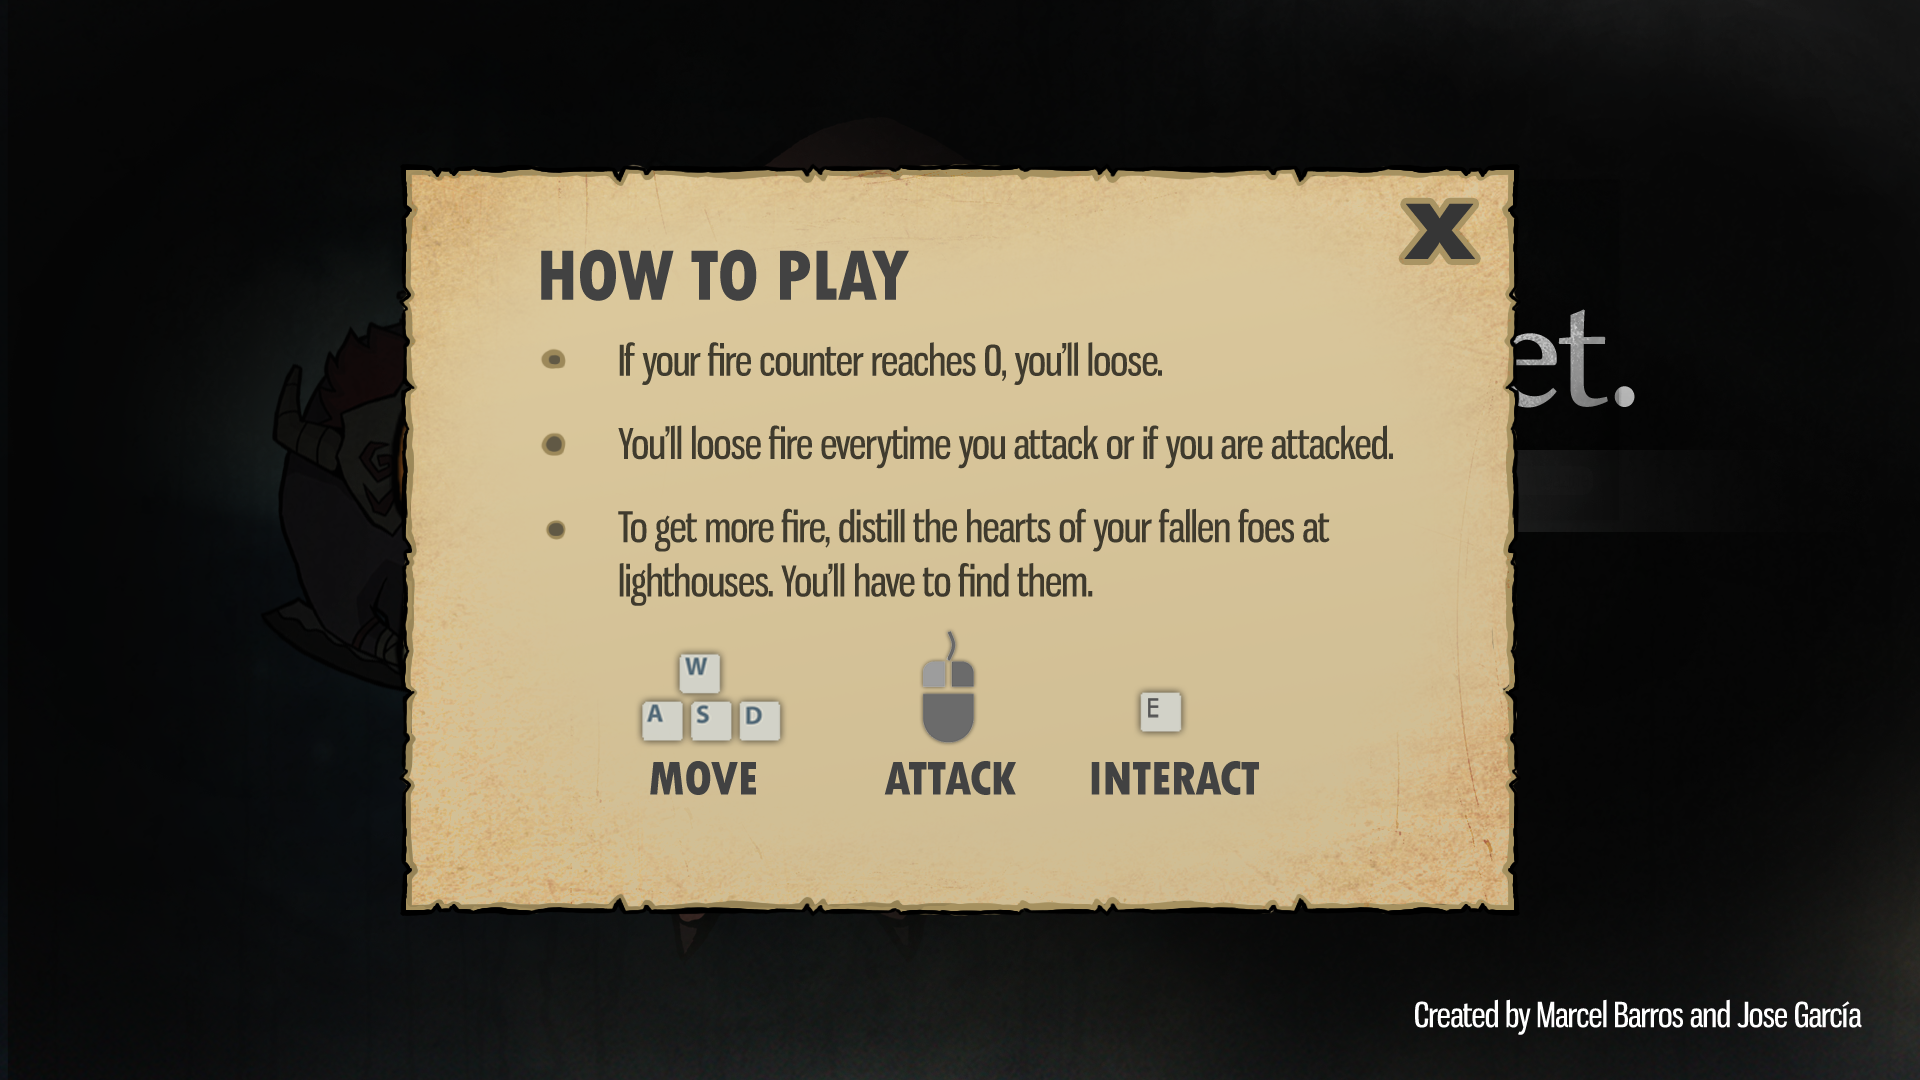 HOW TO PLAY
X
If your fire counter reaches 0, you'll loose.
You'll loose fire everytime you attack or if you are attacked.
To get more fire, distill the hearts of your fallen foes at
lighthouses. You'll have to find them.
et.
W
A S D
E
MOVE
ATTACK
INTERACT
Created by Marcel Barros and Jose García